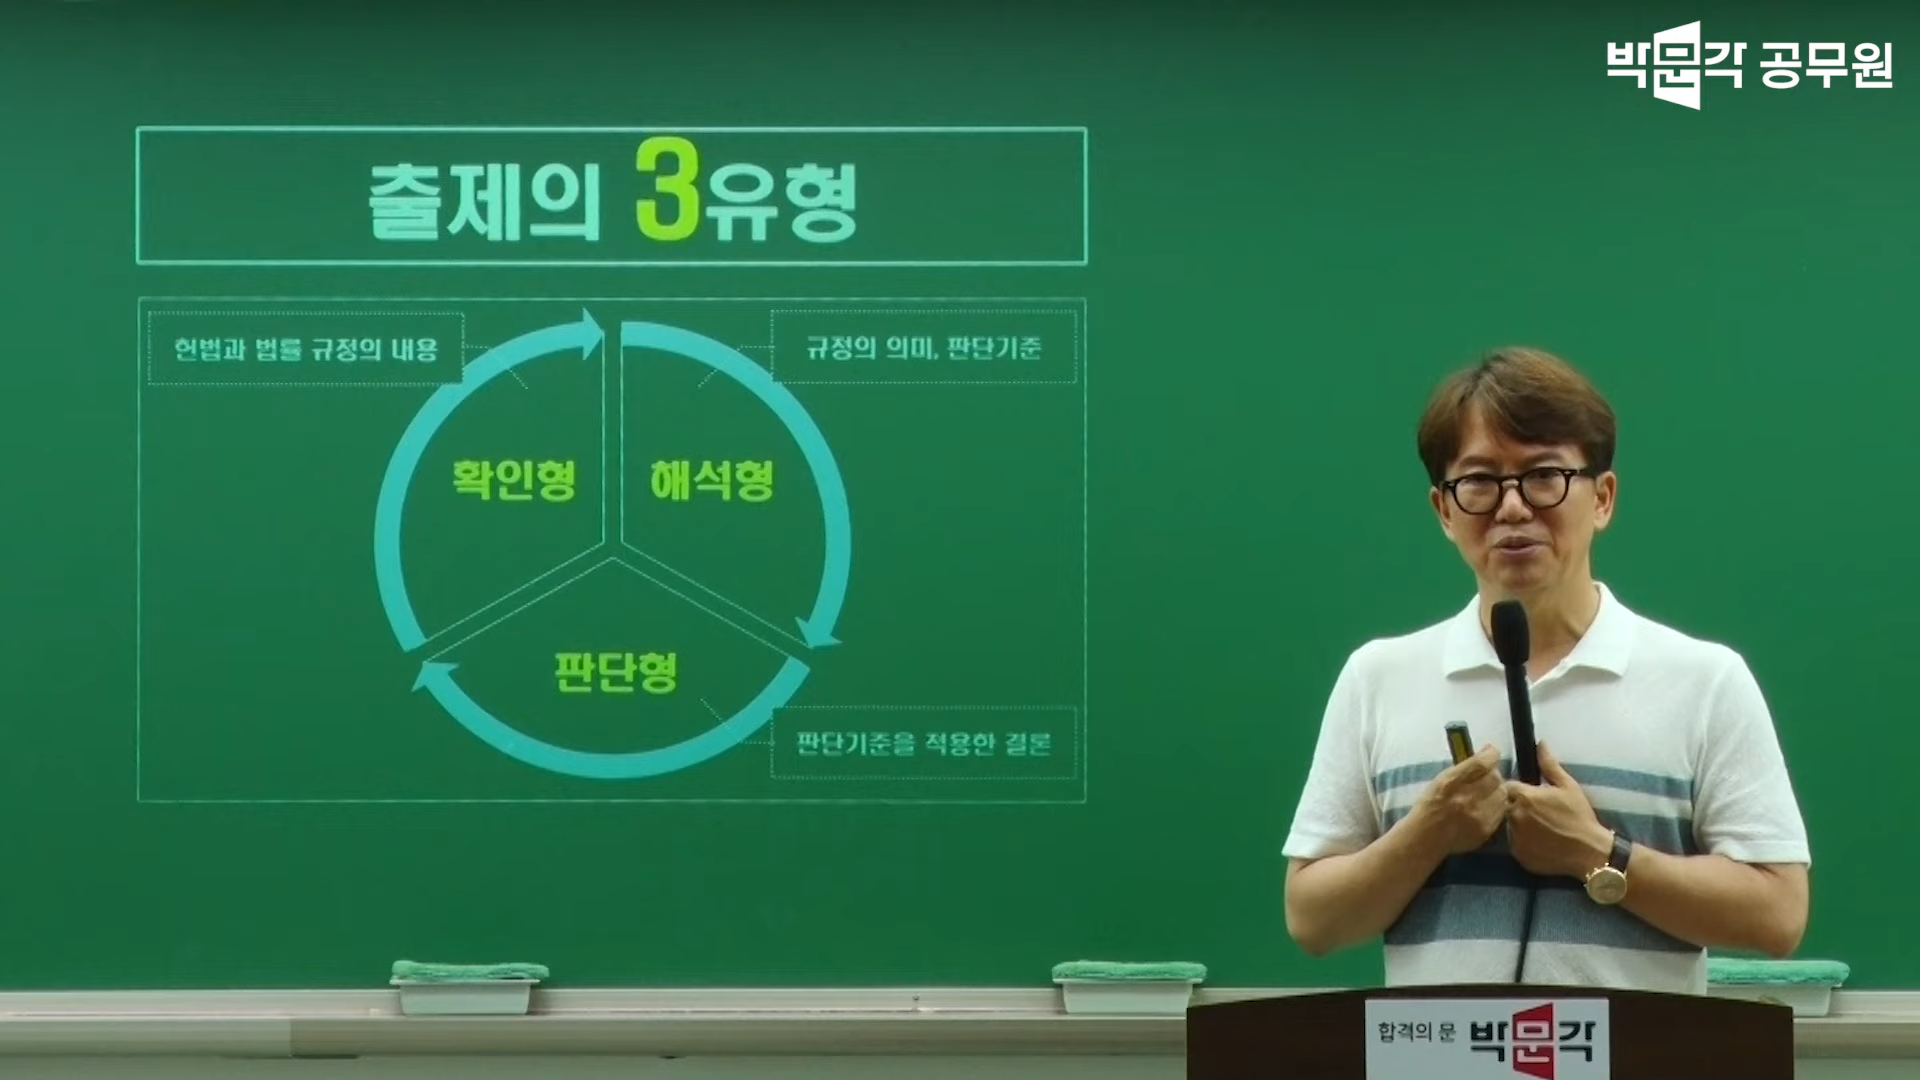 박문각 공무원
출제의 3유형
헌법과 법률 규정의 내용
규정의 의미, 판단기준
확인형
해석형
판단형
판단기준을 적용한 결론
합격의 문 박문각